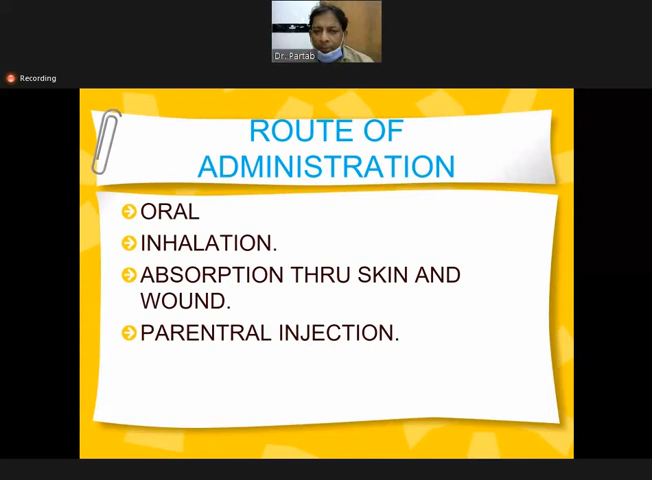 Dr. Partab
Recording
ROUTE OF
ADMINISTRATION
ORAL
INHALATION.
ABSORPTION THRU SKIN AND
WOUND.
PARENTRAL INJECTION.